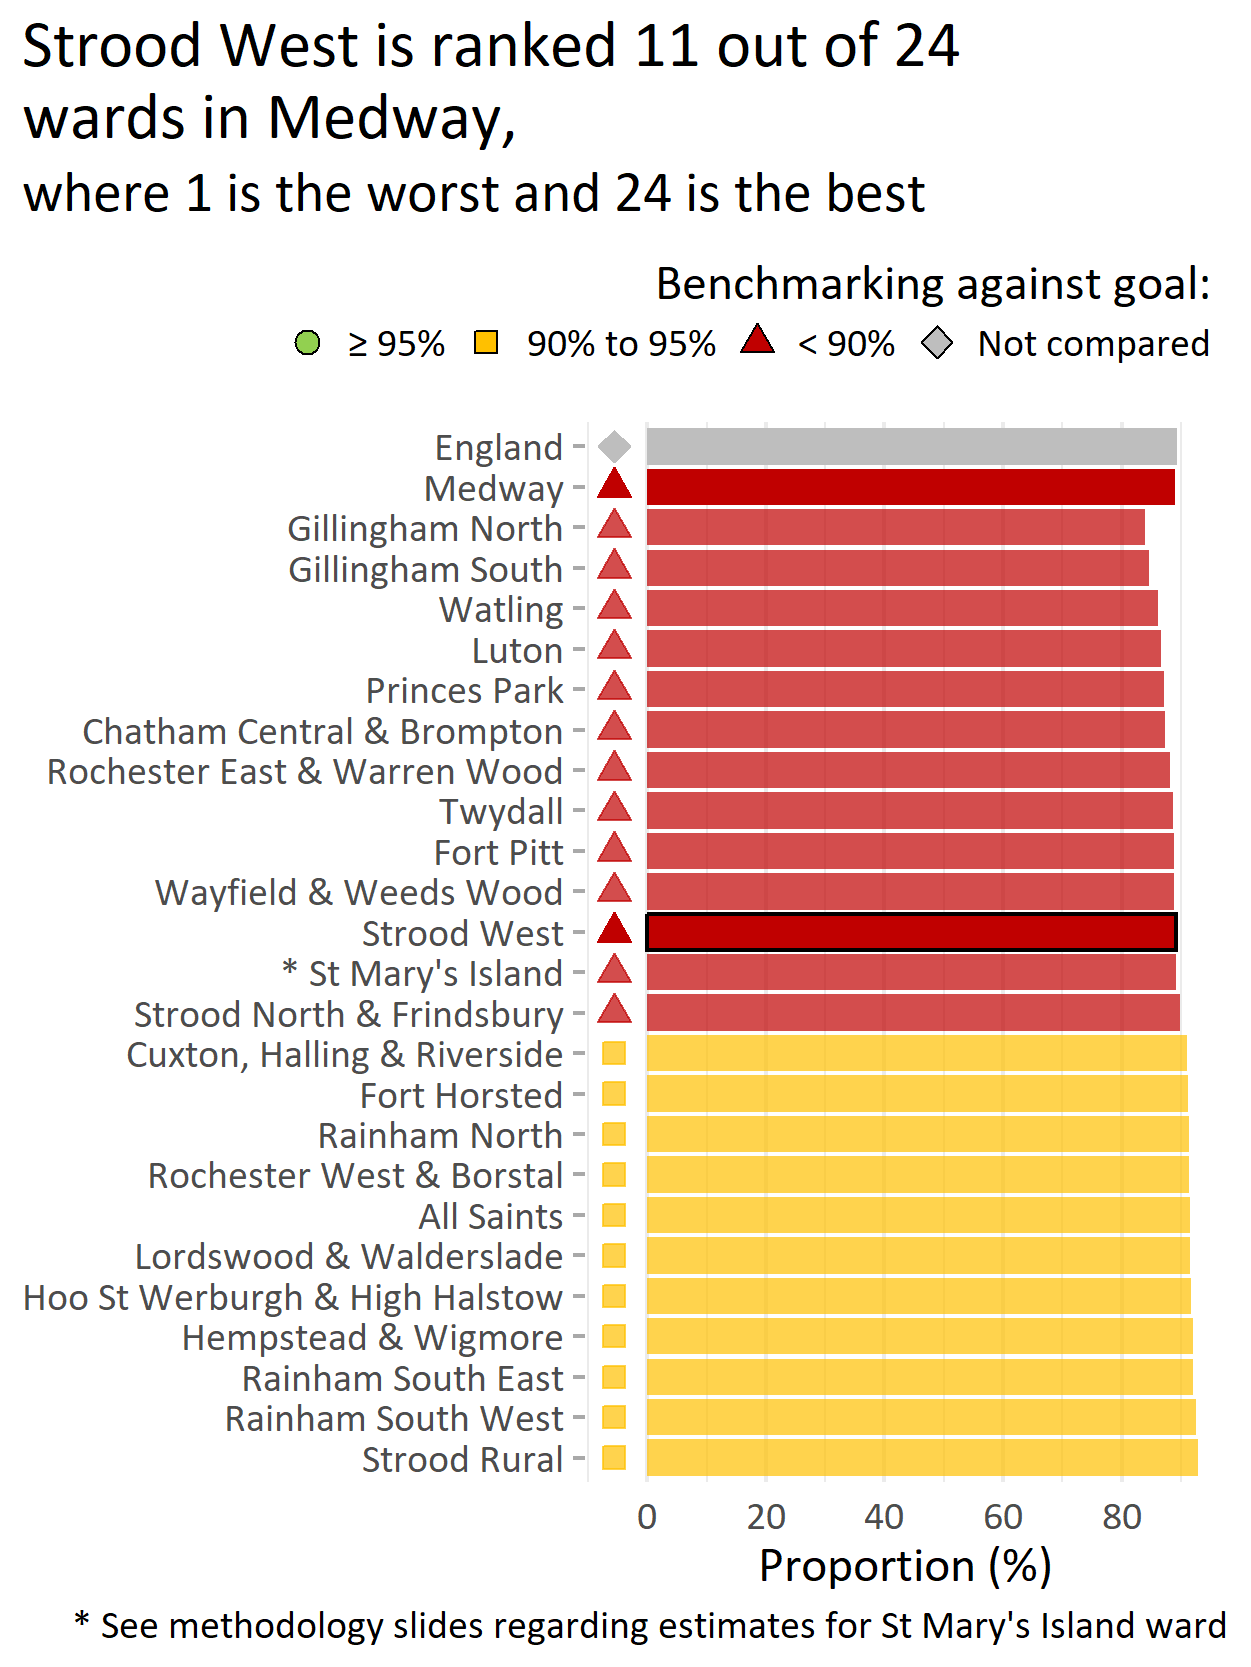 Strood West is ranked 11 out of 24
wards in Medway,
where 1 is the worst and 24 is the best
Benchmarking against goal:
≥ 95% 90% to 95% < 90% Not compared
England
Medway
Gillingham North
Gillingham South
Watling
Luton
Princes Park
Chatham Central & Brompton
Rochester East & Warren Wood
Twydall
Fort Pitt
Wayfield & Weeds Wood
Strood West
* St Mary's Island
Strood North & Frindsbury
Cuxton, Halling & Riverside
Fort Horsted
Rainham North
Rochester West & Borstal
All Saints
Lordswood & Walderslade
Hoo St Werburgh & High Halstow
Hempstead & Wigmore
Rainham South East
Rainham South West
Strood Rural
0 20 40 60 80
Proportion (%)
* See methodology slides regarding estimates for St Mary's Island ward